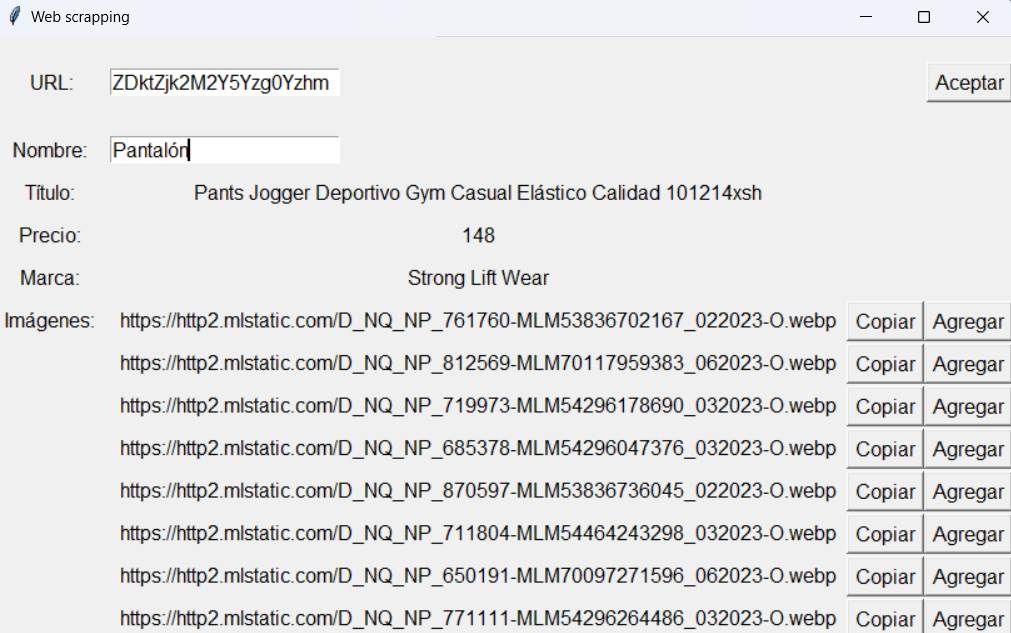 Web scrapping
URL: ZDktZjk2M2Y5Yzg0Yzhm Aceptar
Nombre: Pantalón
Título: Pants Jogger Deportivo Gym Casual Elástico Calidad 101214xsh
Precio: 148
Marca: Strong Lift Wear
Imágenes: https://http2.mlstatic.com/D_NQ_NP_761760-MLM53836702167_022023-O.webp Copiar Agregar
https://http2.mlstatic.com/D_NQ_NP_812569-MLM70117959383_062023-O.webp Copiar Agregar
https://http2.mlstatic.com/D_NQ_NP_719973-MLM54296178690_032023-O.webp Copiar Agregar
https://http2.mlstatic.com/D_NQ_NP_685378-MLM54296047376_032023-O.webp Copiar Agregar
https://http2.mlstatic.com/D_NQ_NP_870597-MLM53836736045_022023-O.webp Copiar Agregar
https://http2.mlstatic.com/D_NQ_NP_711804-MLM54464243298_032023-O.webp Copiar Agregar
https://http2.mlstatic.com/D_NQ_NP_650191-MLM70097271596_062023-O.webp Copiar Agregar
https://http2.mlstatic.com/D_NQ_NP_771111-MLM54296264486_032023-O.webp Copiar Agregar